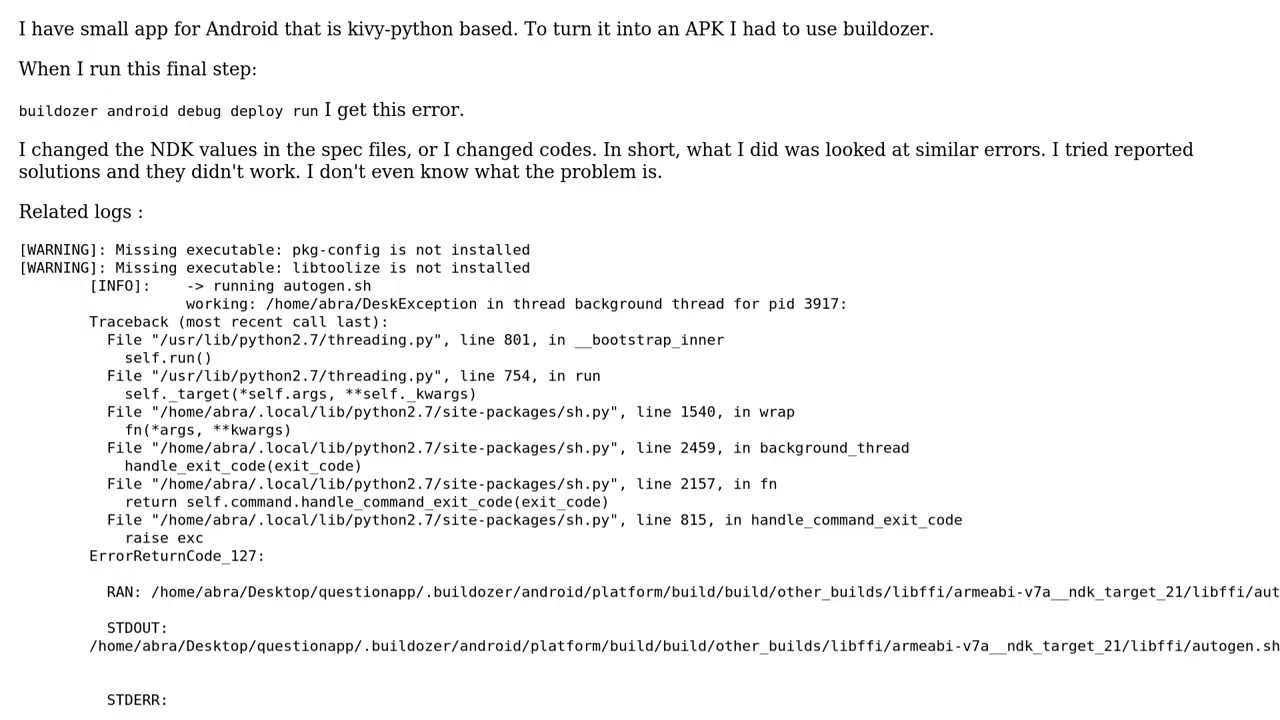 I have small app for Android that is kivy-python based. To turn it into an APK I had to use buildozer.
When I run this final step:
buildozer android debug deploy run I get this error.
I changed the NDK values in the spec files, or I changed codes. In short, what I did was looked at similar errors. I tried reported
solutions and they didn't work. I don't even know what the problem is.
Related logs :
[WARNING]: Missing executable: pkg-config is not installed
[WARNING]: Missing executable: libtoolize is not installed
[INFO]:    -> running autogen.sh
working: /home/abra/DeskException in thread background thread for pid 3917:
Traceback (most recent call last):
File "/usr/lib/python2.7/threading.py", line 801, in __bootstrap_inner
self.run()
File "/usr/lib/python2.7/threading.py", line 754, in run
self._target(*self.args, **self._kwargs)
File "/home/abra/.local/lib/python2.7/site-packages/sh.py", line 1540, in wrap
fn(*args, **kwargs)
File "/home/abra/.local/lib/python2.7/site-packages/sh.py", line 2459, in background_thread
handle_exit_code(exit_code)
File "/home/abra/.local/lib/python2.7/site-packages/sh.py", line 2157, in fn
return self.command.handle_command_exit_code(exit_code)
File "/home/abra/.local/lib/python2.7/site-packages/sh.py", line 815, in handle_command_exit_code
raise exc
ErrorReturnCode_127:
RAN: /home/abra/Desktop/questionapp/.buildozer/android/platform/build/build/other_builds/libffi/armeabi-v7a__ndk_target_21/libffi/aut
STDOUT:
/home/abra/Desktop/questionapp/.buildozer/android/platform/build/build/other_builds/libffi/armeabi-v7a__ndk_target_21/libffi/autogen.sh
STDERR: